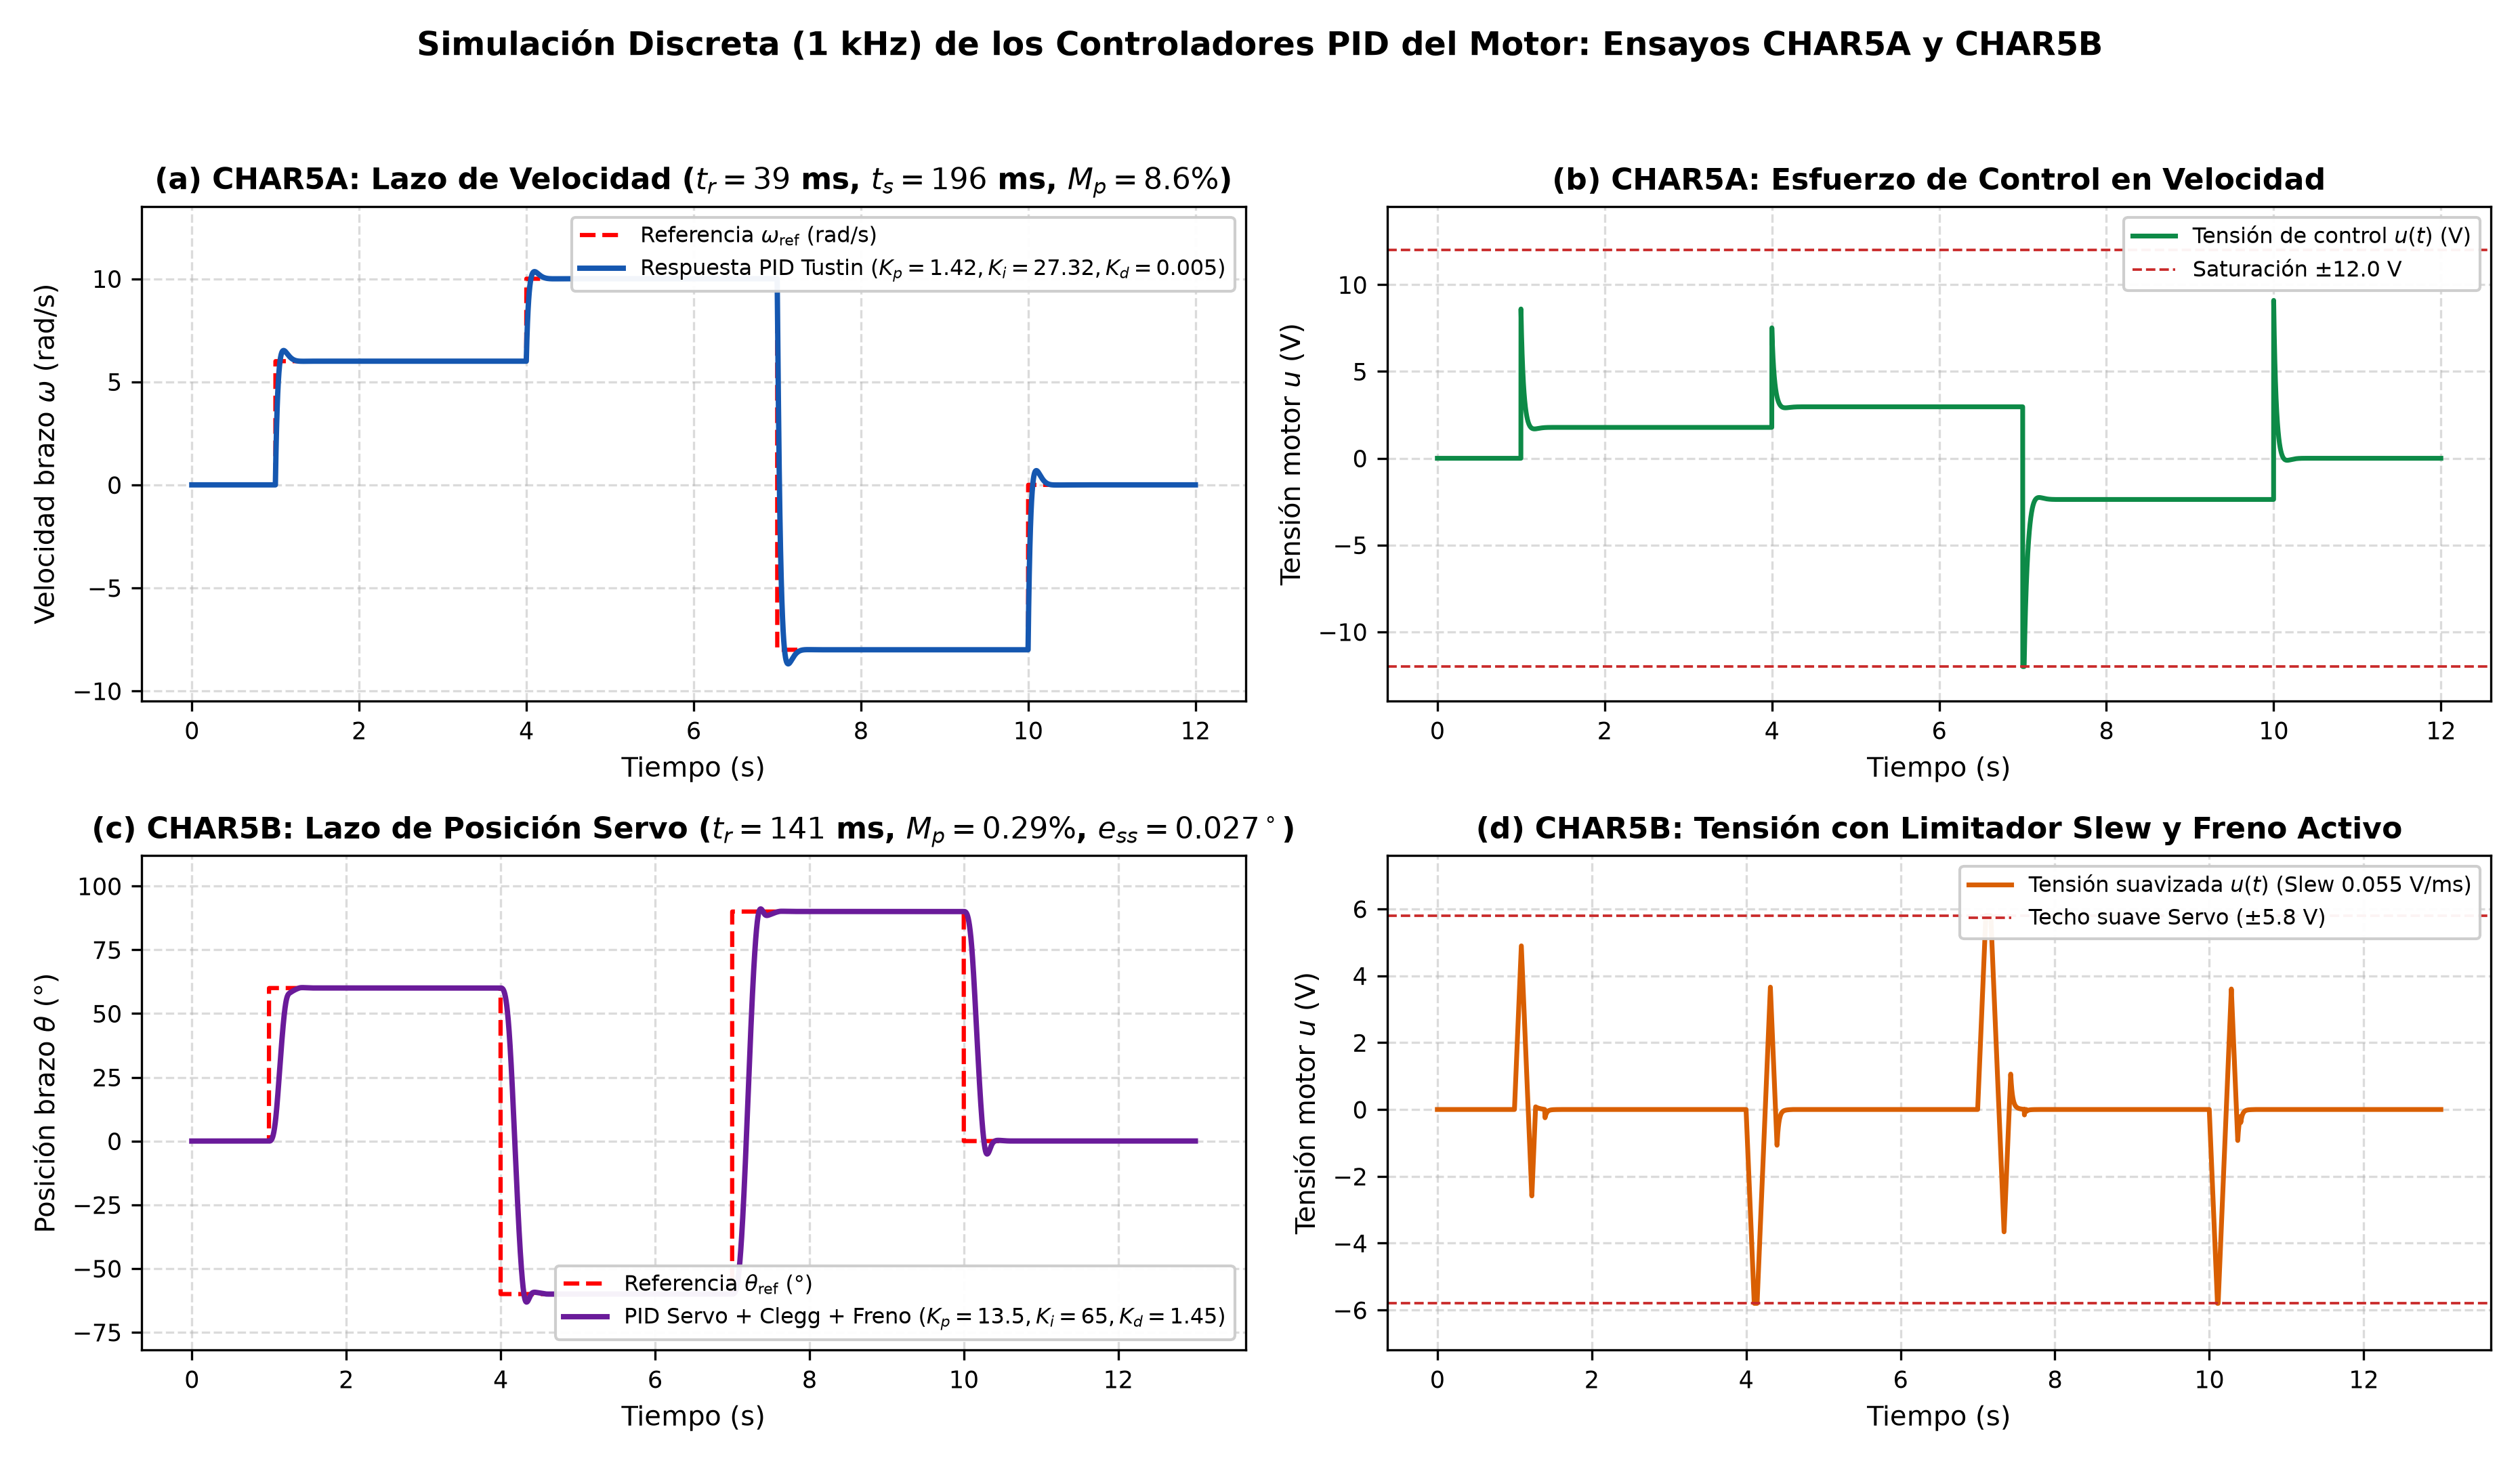 Simulación Discreta (1 kHz) de los Controladores PID del Motor: Ensayos CHAR5A y CHAR5B
(a) CHAR5A: Lazo de Velocidad (t_r = 39 ms, t_s = 196 ms, M_p = 8.6%)
Referencia ω_ref (rad/s)
Respuesta PID Tustin (K_p = 1.42, K_i = 27.32, K_d = 0.005)
Velocidad brazo ω (rad/s)
10
5
0
−5
−10
0 2 4 6 8 10 12
Tiempo (s)
(b) CHAR5A: Esfuerzo de Control en Velocidad
Tensión de control u(t) (V)
Saturación ±12.0 V
Tensión motor u (V)
10
5
0
−5
−10
0 2 4 6 8 10 12
Tiempo (s)
(c) CHAR5B: Lazo de Posición Servo (t_r = 141 ms, M_p = 0.29%, e_ss = 0.027°)
Posición brazo θ (°)
100
75
50
25
0
−25
−50
−75
Referencia θ_ref (°)
PID Servo + Clegg + Freno (K_p = 13.5, K_i = 65, K_d = 1.45)
0 2 4 6 8 10 12
Tiempo (s)
(d) CHAR5B: Tensión con Limitador Slew y Freno Activo
Tensión suavizada u(t) (Slew 0.055 V/ms)
Techo suave Servo (±5.8 V)
Tensión motor u (V)
6
4
2
0
−2
−4
−6
0 2 4 6 8 10 12
Tiempo (s)